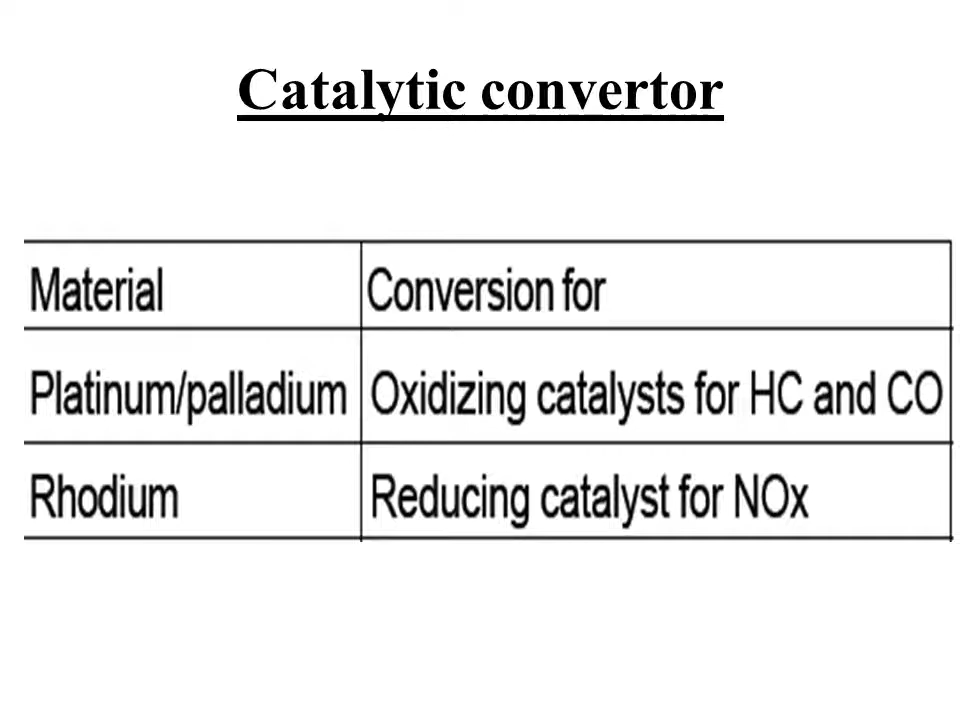 Catalytic convertor
Material Conversion for
Platinum/palladium Oxidizing catalysts for HC and CO
Rhodium Reducing catalyst for NOx